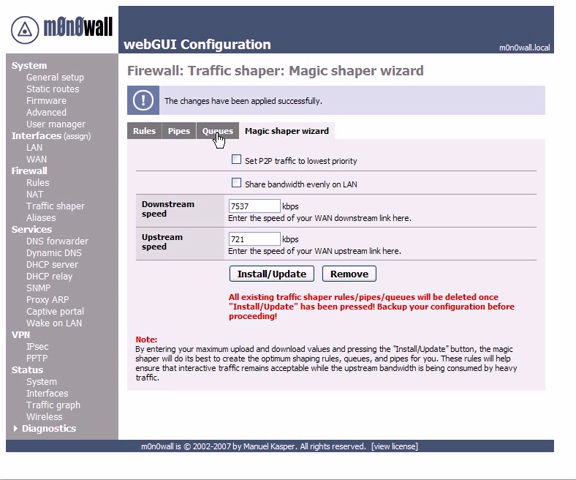 m0n0wall
webGUI Configuration
m0n0wall.local
System
General setup
Static routes
Firmware
Advanced
User manager
Interfaces (assign)
LAN
WAN
Firewall
Rules
NAT
Traffic shaper
Aliases
Services
DNS forwarder
Dynamic DNS
DHCP server
DHCP relay
SNMP
Proxy ARP
Captive portal
Wake on LAN
VPN
IPsec
PPTP
Status
System
Interfaces
Traffic graph
Wireless
Diagnostics
Firewall: Traffic shaper: Magic shaper wizard
The changes have been applied successfully.
Rules Pipes Queues Magic shaper wizard
Set P2P traffic to lowest priority
Share bandwidth evenly on LAN
Downstream speed
7537 kbps
Enter the speed of your WAN downstream link here.
Upstream speed
721 kbps
Enter the speed of your WAN upstream link here.
Install/Update Remove
All existing traffic shaper rules/pipes/queues will be deleted once
"Install/Update" has been pressed! Backup your configuration before
proceeding!
Note:
By entering your maximum upload and download values and pressing the "Install/Update" button, the magic
shaper will do its best to create the optimum shaping rules, queues, and pipes for you. These rules will help
ensure that interactive traffic remains acceptable while the upstream bandwidth is being consumed by heavy
traffic.
m0n0wall is © 2002-2007 by Manuel Kasper. All rights reserved. [view license]